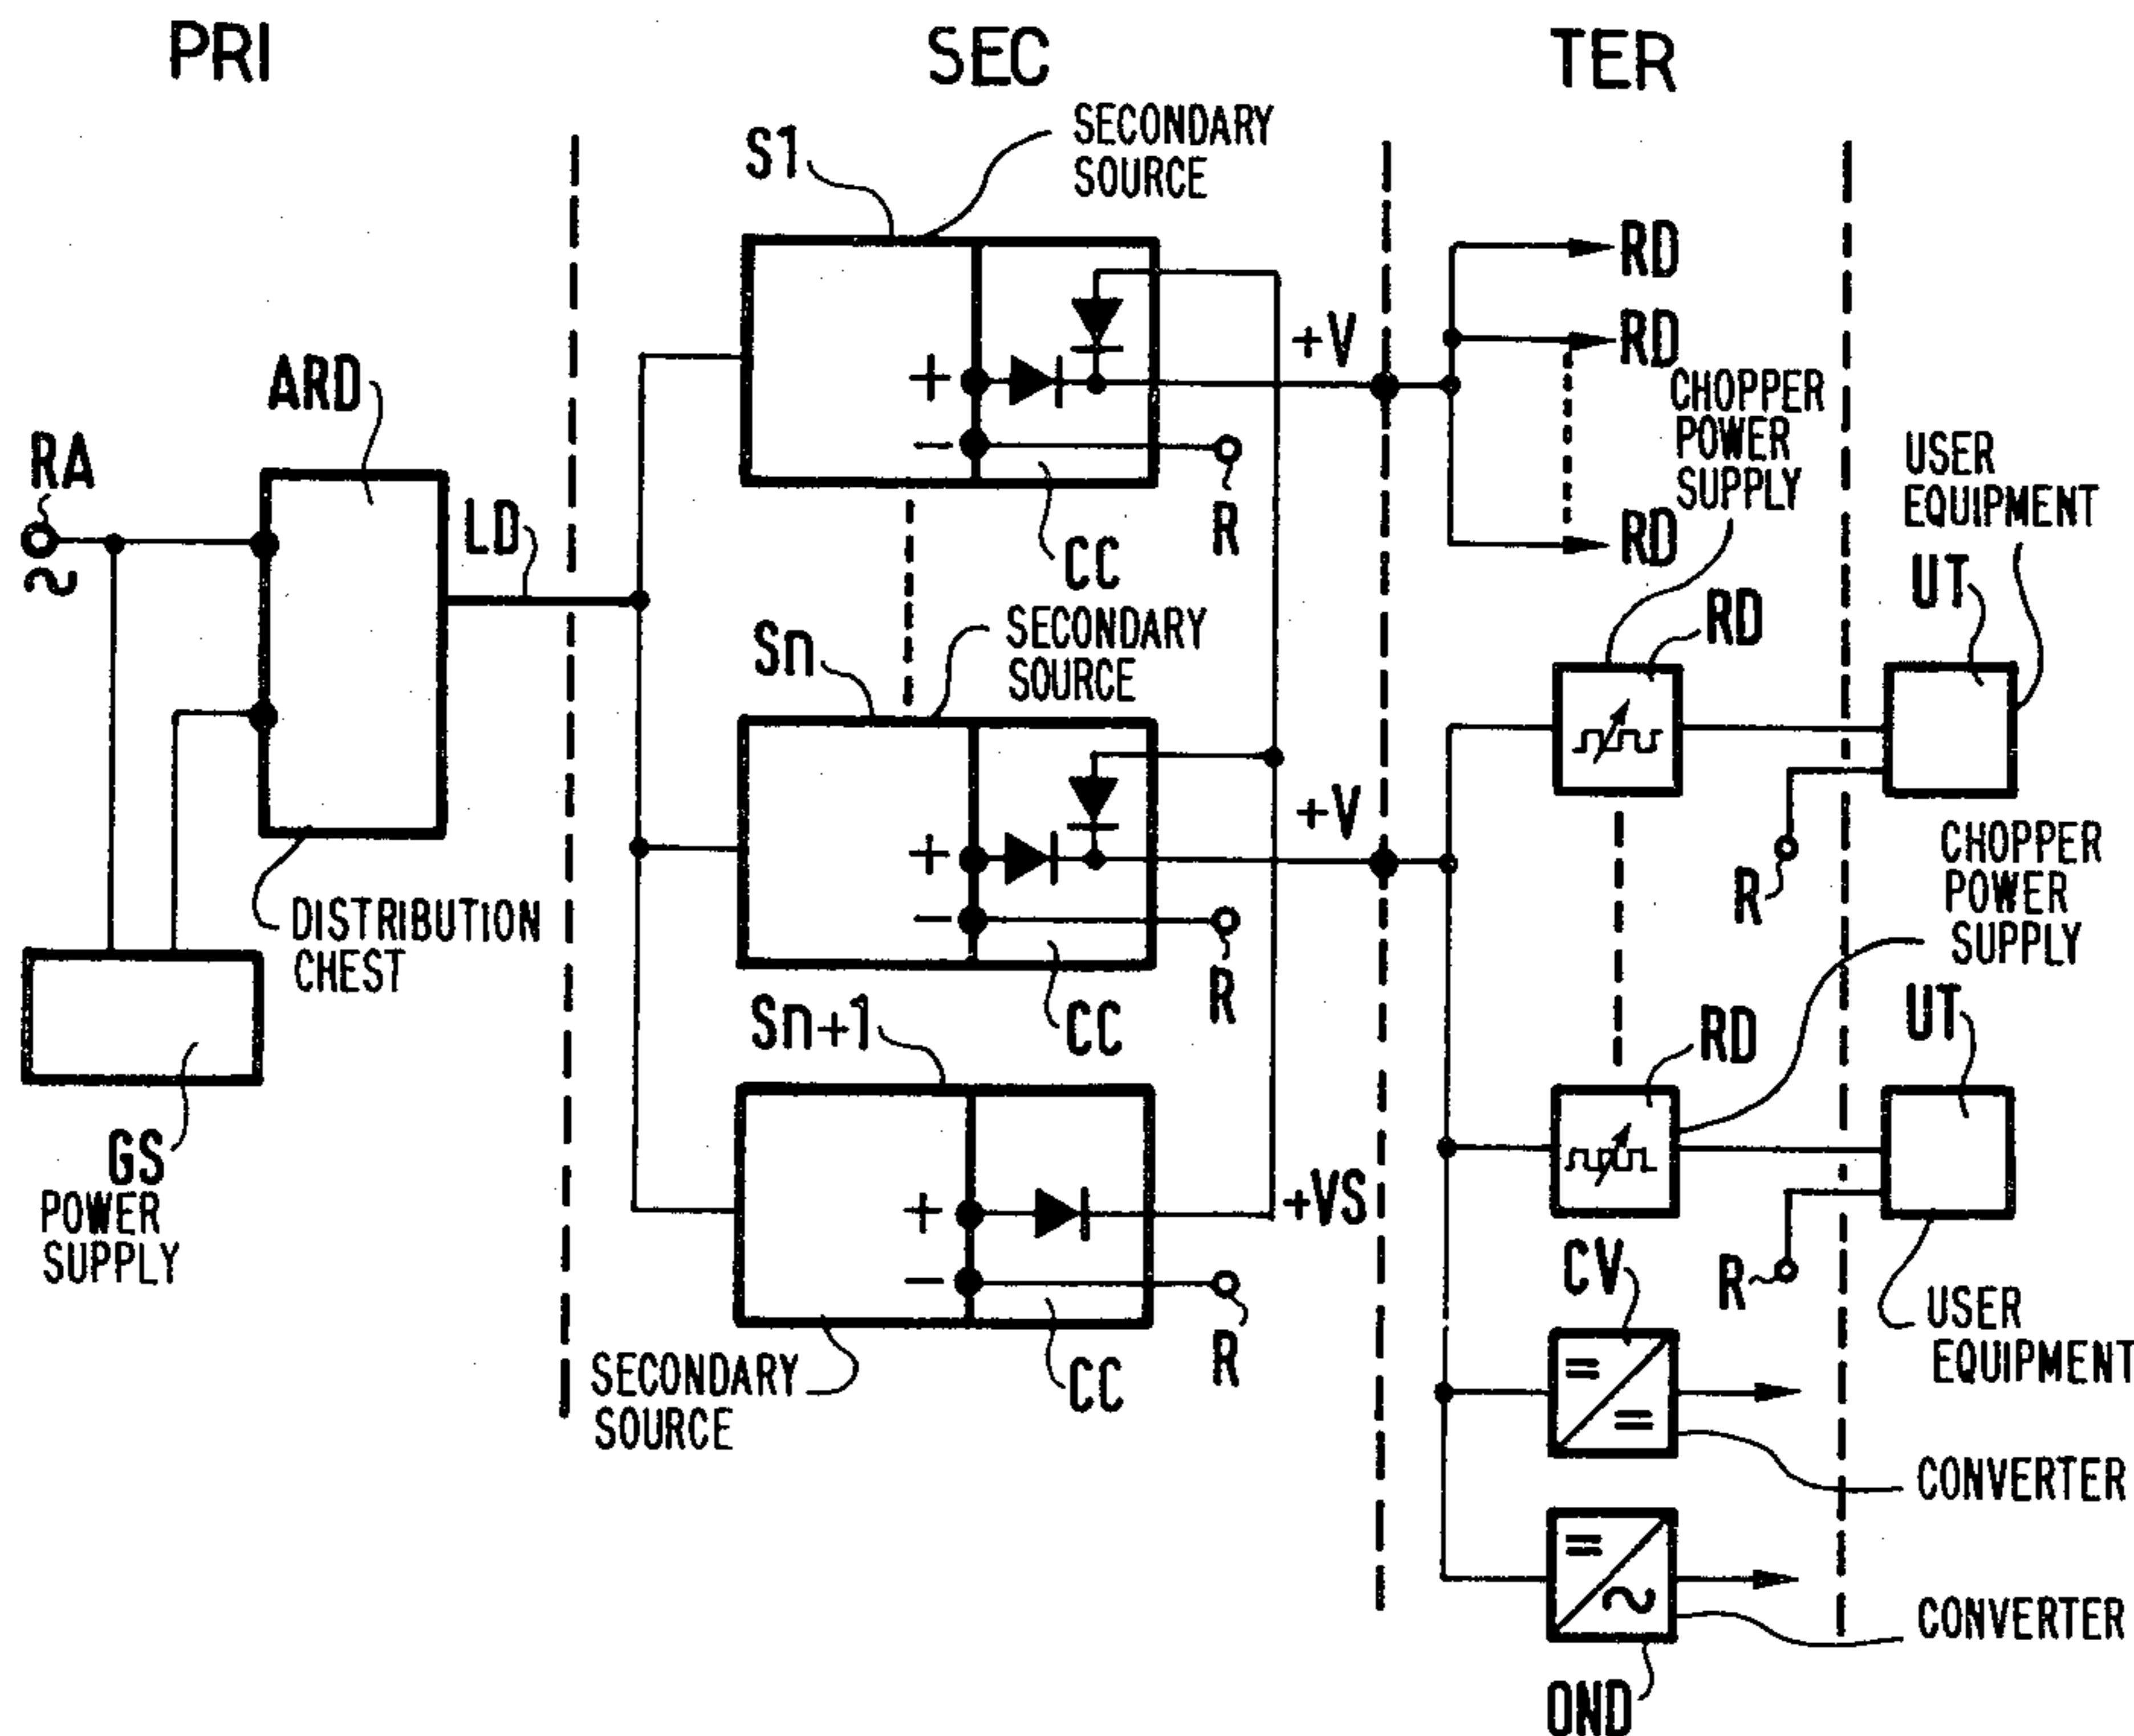 PRI
SEC
TER
S1
SECONDARY
SOURCE
ARD
RA
~
LD
+
−
+V
R
CC
RD
RD
RD
CHOPPER
POWER
SUPPLY
USER
EQUIPMENT
UT
Sn
SECONDARY
SOURCE
RD
+
−
+V
R
CC
R
DISTRIBUTION
CHEST
CHOPPER
POWER
SUPPLY
GS
POWER
SUPPLY
Sn+1
RD
UT
+
−
+VS
R
CC
SECONDARY
SOURCE
R
USER
EQUIPMENT
CV
=
=
CONVERTER
=
~
CONVERTER
OND